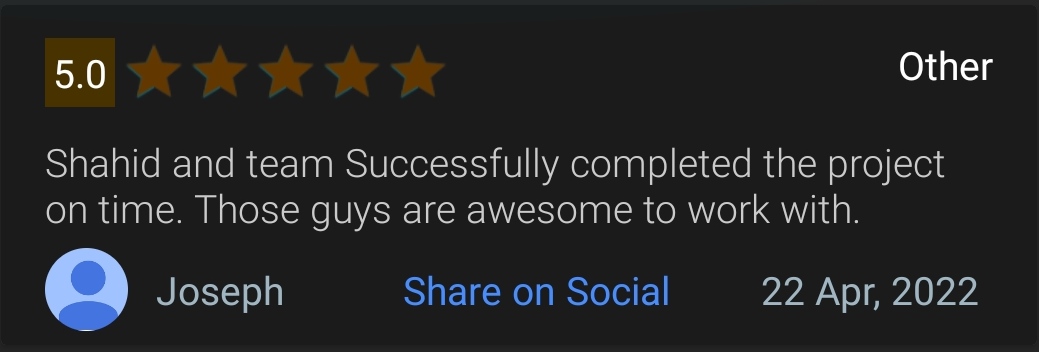 5.0
Other
Shahid and team Successfully completed the project
on time. Those guys are awesome to work with.
Joseph
Share on Social
22 Apr, 2022